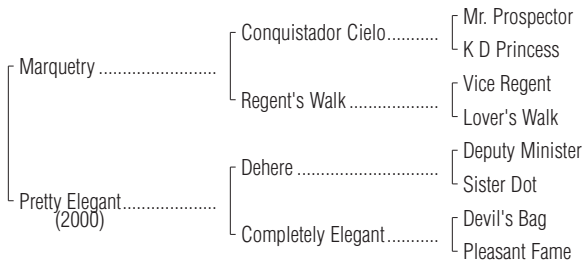 Mr. Prospector
Conquistador Cielo...........
K D Princess
Marquetry ........................
Vice Regent
Regent's Walk ..................
Lover's Walk
Deputy Minister
Dehere ............................
Sister Dot
Pretty Elegant...................
(2000)
Devil's Bag
Completely Elegant..........
Pleasant Fame